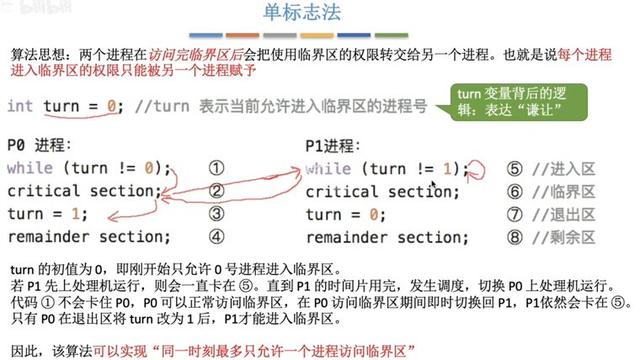 bilibili
单标志法
算法思想：两个进程在访问完临界区后会把使用临界区的权限转交给另一个进程。也就是说每个进程
进入临界区的权限只能被另一个进程赋予
int turn = 0; //turn 表示当前允许进入临界区的进程号
turn 变量背后的逻
辑：表达“谦让”
P0 进程：
while (turn != 0); ①
critical section; ②
turn = 1; ③
remainder section; ④
P1进程：
while (turn != 1); ⑤ //进入区
critical section; ⑥ //临界区
turn = 0; ⑦ //退出区
remainder section; ⑧ //剩余区
turn 的初值为 0，即刚开始只允许 0 号进程进入临界区。
若 P1 先上处理机运行，则会一直卡在 ⑤。直到 P1 的时间片用完，发生调度，切换 P0 上处理机运行。
代码 ① 不会卡住 P0，P0 可以正常访问临界区，在 P0 访问临界区期间即时切换回 P1，P1依然会卡在 ⑤。
只有 P0 在退出区将 turn 改为 1 后，P1才能进入临界区。
因此，该算法可以实现“同一时刻最多只允许一个进程访问临界区”